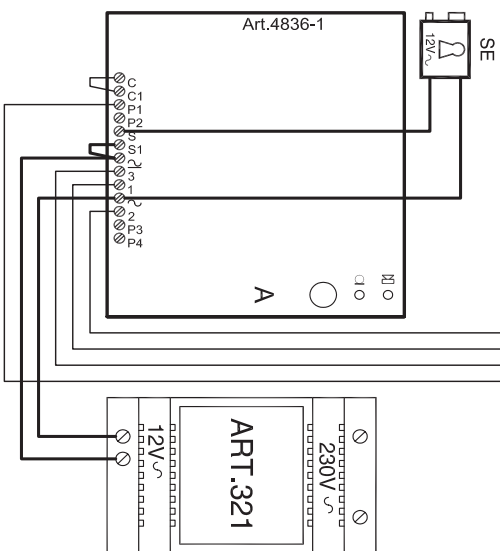 Art.4836-1
SE
12V~
C
C1
P1
P2
S
S1
~
3
1
~
2
P3
P4
A
12V~
ART.321
230V~